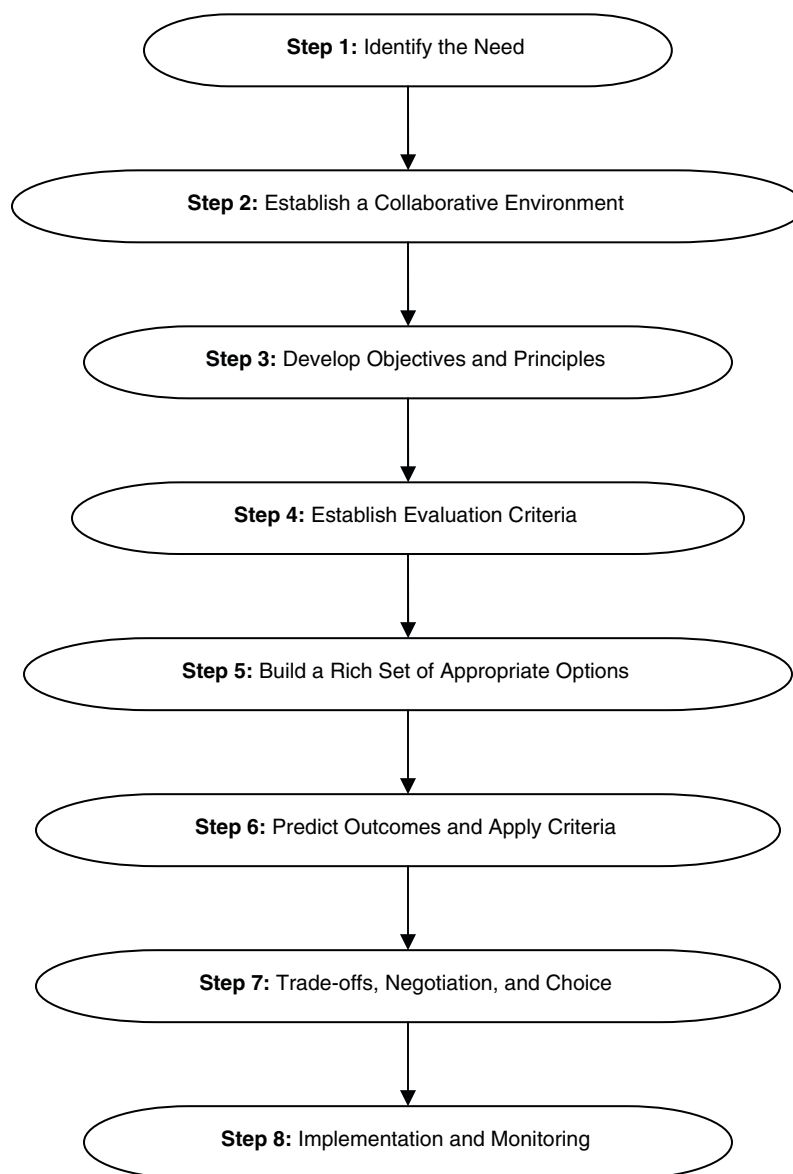 Step 1: Identify the Need
Step 2: Establish a Collaborative Environment
Step 3: Develop Objectives and Principles
Step 4: Establish Evaluation Criteria
Step 5: Build a Rich Set of Appropriate Options
Step 6: Predict Outcomes and Apply Criteria
Step 7: Trade-offs, Negotiation, and Choice
Step 8: Implementation and Monitoring